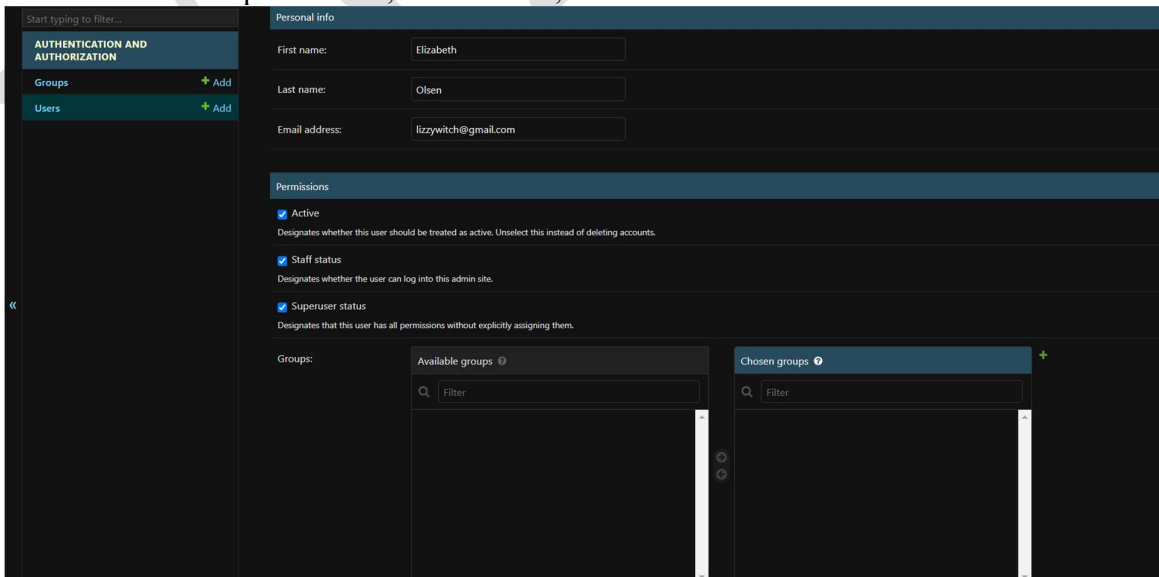 Start typing to filter...
AUTHENTICATION AND
AUTHORIZATION
Groups + Add
Users + Add
«
Personal info
First name: Elizabeth
Last name: Olsen
Email address: lizzywitch@gmail.com
Permissions
Active
Designates whether this user should be treated as active. Unselect this instead of deleting accounts.
Staff status
Designates whether the user can log into this admin site.
Superuser status
Designates that this user has all permissions without explicitly assigning them.
Groups:
Available groups ?
Filter
Chosen groups ?
Filter
+